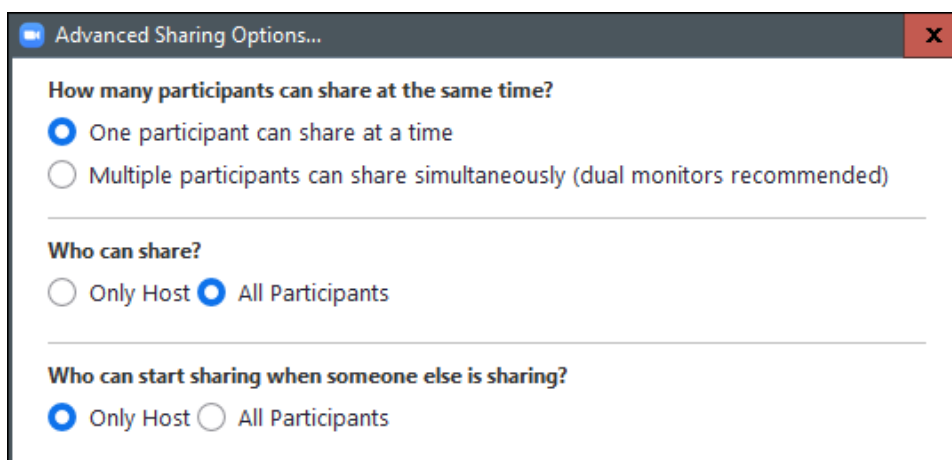 Advanced Sharing Options...
How many participants can share at the same time?
One participant can share at a time
Multiple participants can share simultaneously (dual monitors recommended)
Who can share?
Only Host All Participants
Who can start sharing when someone else is sharing?
Only Host All Participants